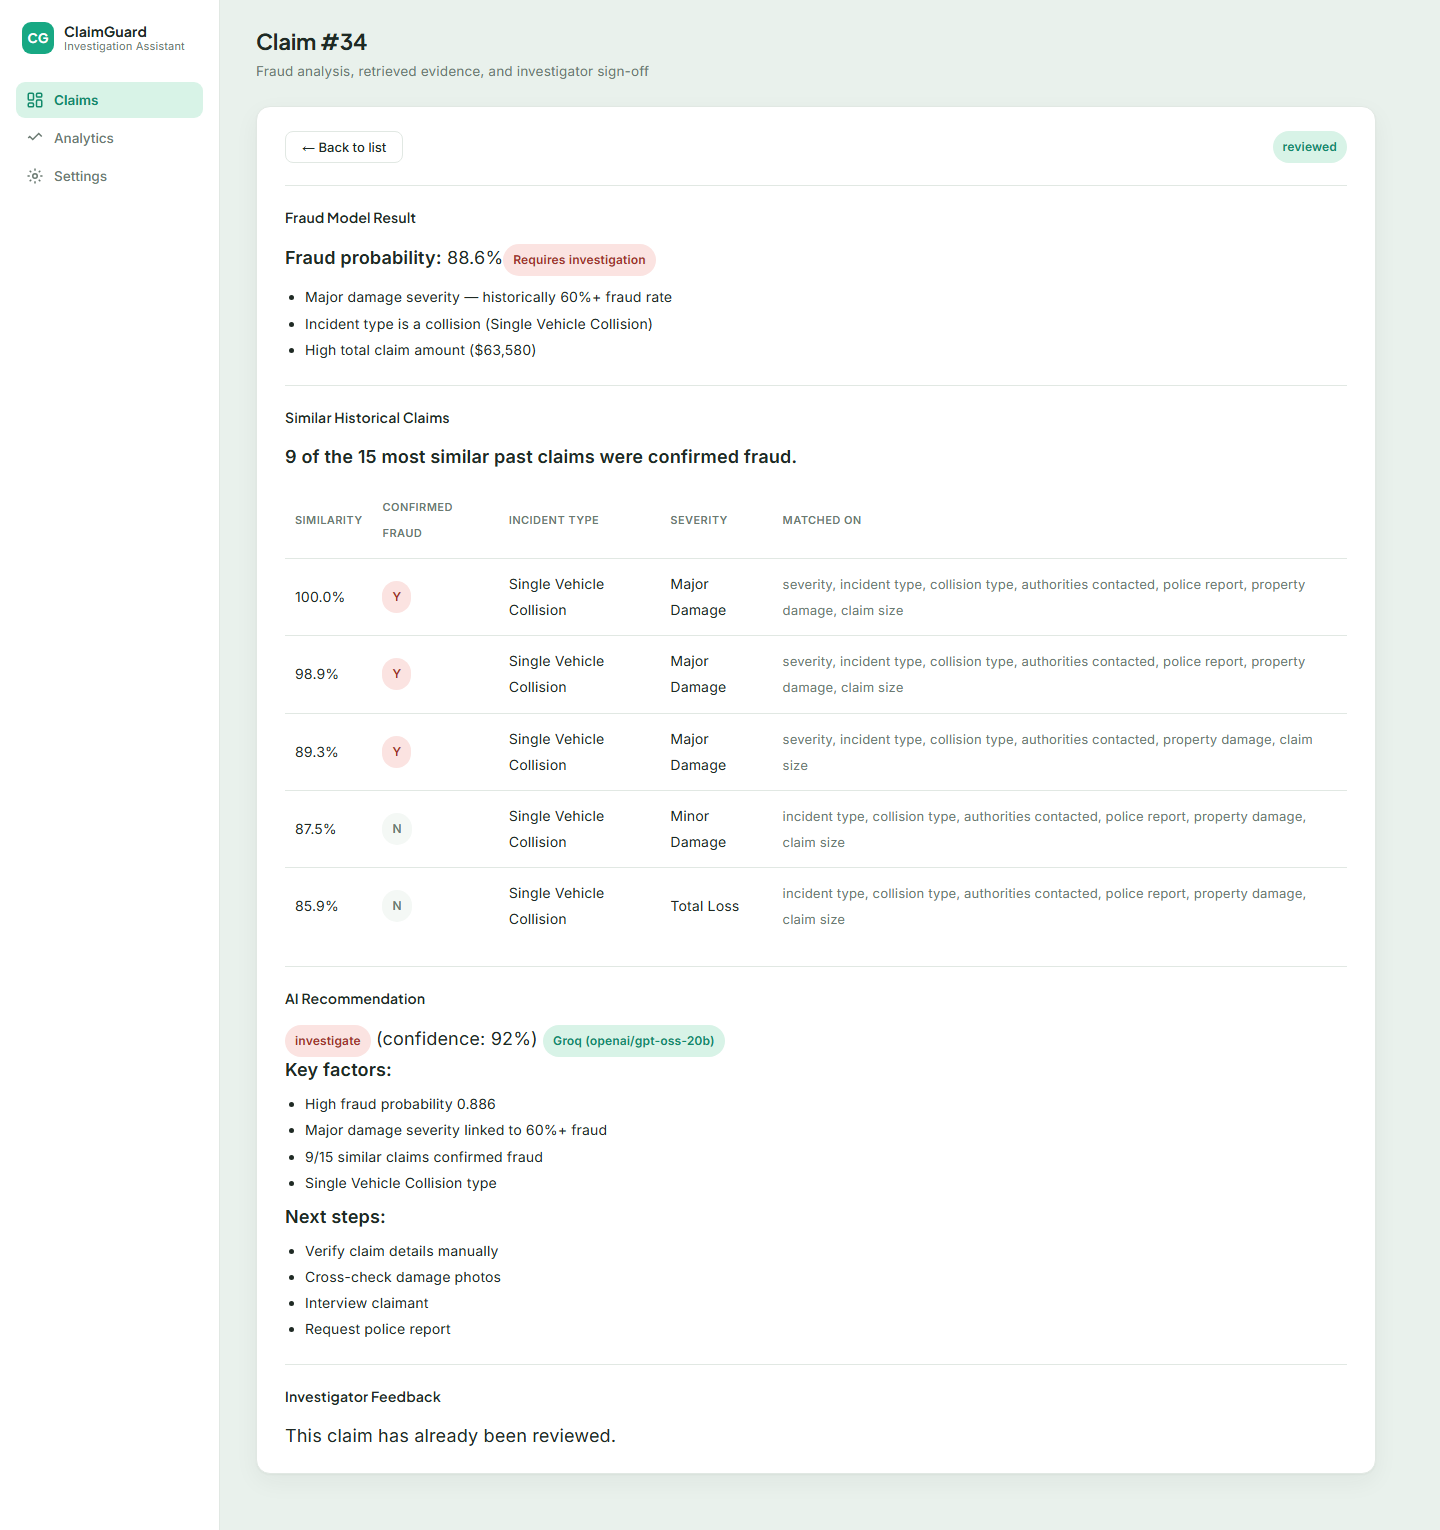 CG
ClaimGuard
Investigation Assistant
Claims
Analytics
Settings
Claim #34
Fraud analysis, retrieved evidence, and investigator sign-off
← Back to list
reviewed
Fraud Model Result
Fraud probability: 88.6% Requires investigation
• Major damage severity — historically 60%+ fraud rate
• Incident type is a collision (Single Vehicle Collision)
• High total claim amount ($63,580)
Similar Historical Claims
9 of the 15 most similar past claims were confirmed fraud.
SIMILARITY CONFIRMED FRAUD INCIDENT TYPE SEVERITY MATCHED ON
100.0% Y Single Vehicle Collision Major Damage severity, incident type, collision type, authorities contacted, police report, property damage, claim size
98.9% Y Single Vehicle Collision Major Damage severity, incident type, collision type, authorities contacted, police report, property damage, claim size
89.3% Y Single Vehicle Collision Major Damage severity, incident type, collision type, authorities contacted, property damage, claim size
87.5% N Single Vehicle Collision Minor Damage incident type, collision type, authorities contacted, police report, property damage, claim size
85.9% N Single Vehicle Collision Total Loss incident type, collision type, authorities contacted, police report, property damage, claim size
AI Recommendation
investigate (confidence: 92%) Groq (openai/gpt-oss-20b)
Key factors:
• High fraud probability 0.886
• Major damage severity linked to 60%+ fraud
• 9/15 similar claims confirmed fraud
• Single Vehicle Collision type
Next steps:
• Verify claim details manually
• Cross-check damage photos
• Interview claimant
• Request police report
Investigator Feedback
This claim has already been reviewed.